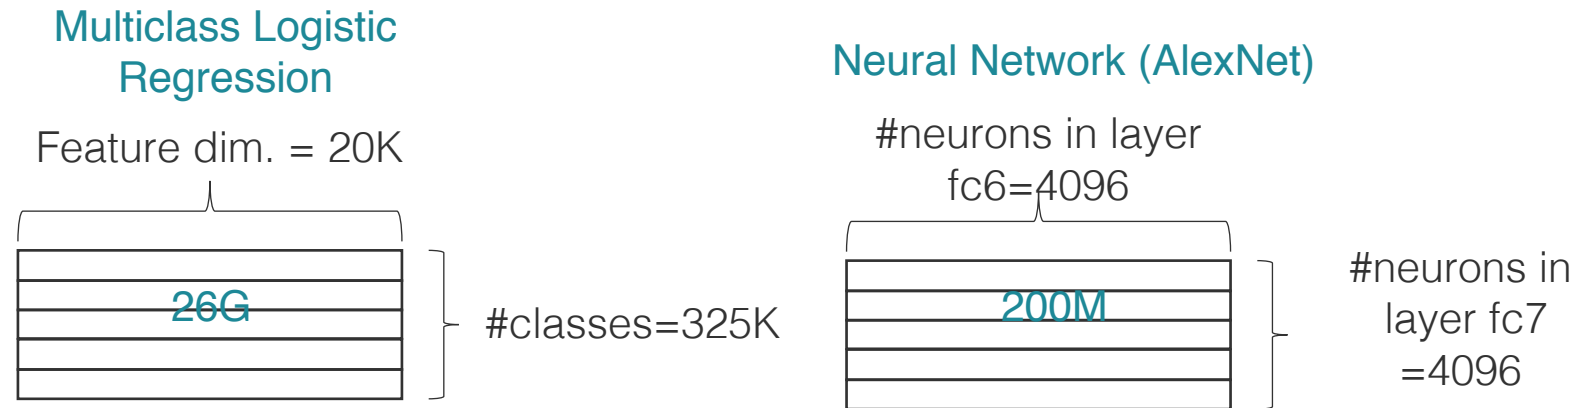 Multiclass Logistic
Regression
Feature dim. = 20K
26G
#classes=325K
Neural Network (AlexNet)
#neurons in layer
fc6=4096
200M
#neurons in
layer fc7
=4096